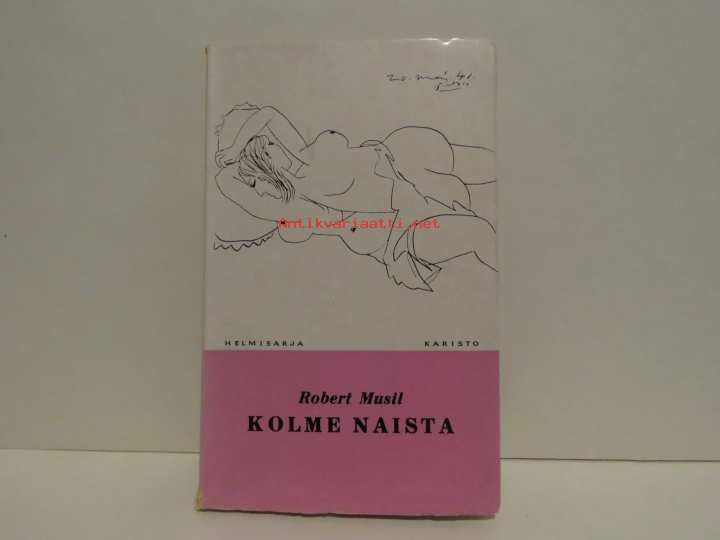 Antikvariaatti.net
HELMISARJA KARISTO
Robert Musil
KOLME NAISTA